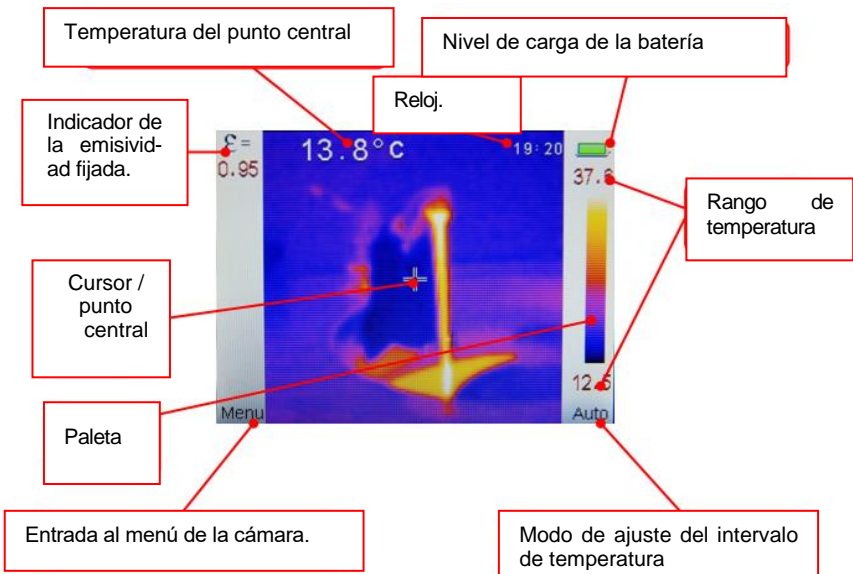 Temperatura del punto central
Nivel de carga de la batería
Reloj.
Indicador de
la emisivid-
ad fijada.
ε=
0.95
13.8°c
19:20
37.6
Rango de
temperatura
Cursor /
punto
central
12.5
Menu
Auto
Paleta
Entrada al menú de la cámara.
Modo de ajuste del intervalo
de temperatura